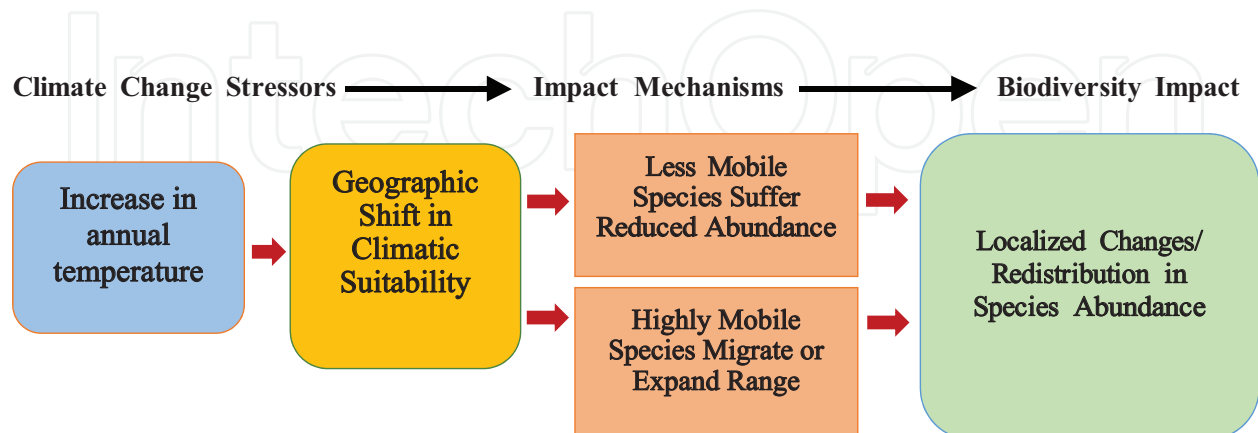 IntechOpen
Climate Change Stressors
Impact Mechanisms
Biodiversity Impact
Increase in
annual
temperature
Geographic
Shift in
Climatic
Suitability
Less Mobile
Species Suffer
Reduced Abundance
Highly Mobile
Species Migrate or
Expand Range
Localized Changes/
Redistribution in
Species Abundance